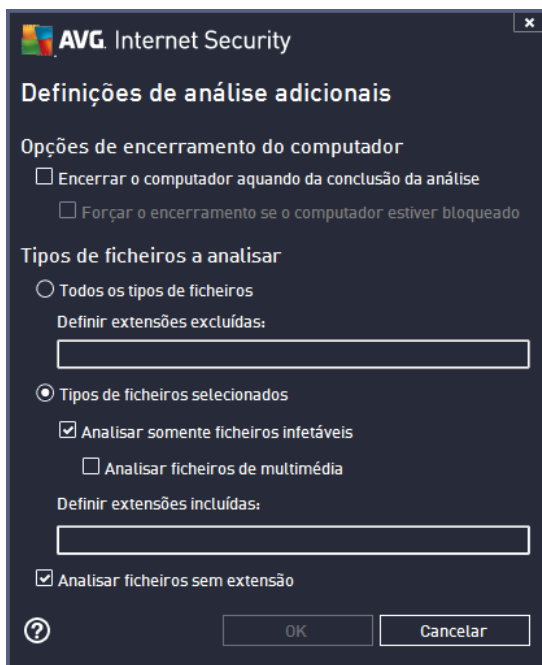 AVG. Internet Security
Definições de análise adicionais
Opções de encerramento do computador
Encerrar o computador aquando da conclusão da análise
Forçar o encerramento se o computador estiver bloqueado
Tipos de ficheiros a analisar
Todos os tipos de ficheiros
Definir extensões excluídas:
Tipos de ficheiros selecionados
Analisar somente ficheiros infetáveis
Analisar ficheiros de multimédia
Definir extensões incluídas:
Analisar ficheiros sem extensão
OK Cancelar